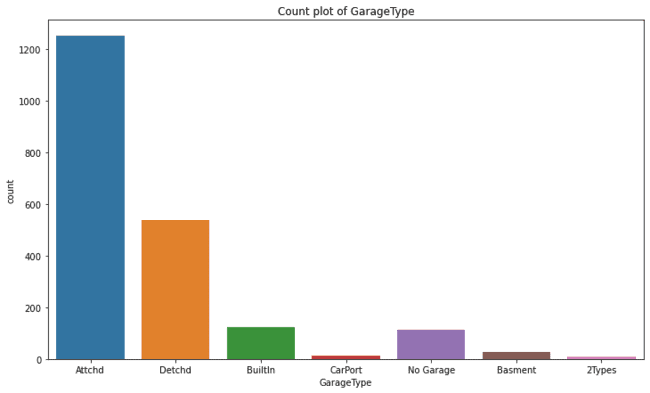 Count plot of GarageType
1200
1000
800
600
400
200
0
count
Attchd Detchd BuiltIn CarPort No Garage Basment 2Types
GarageType